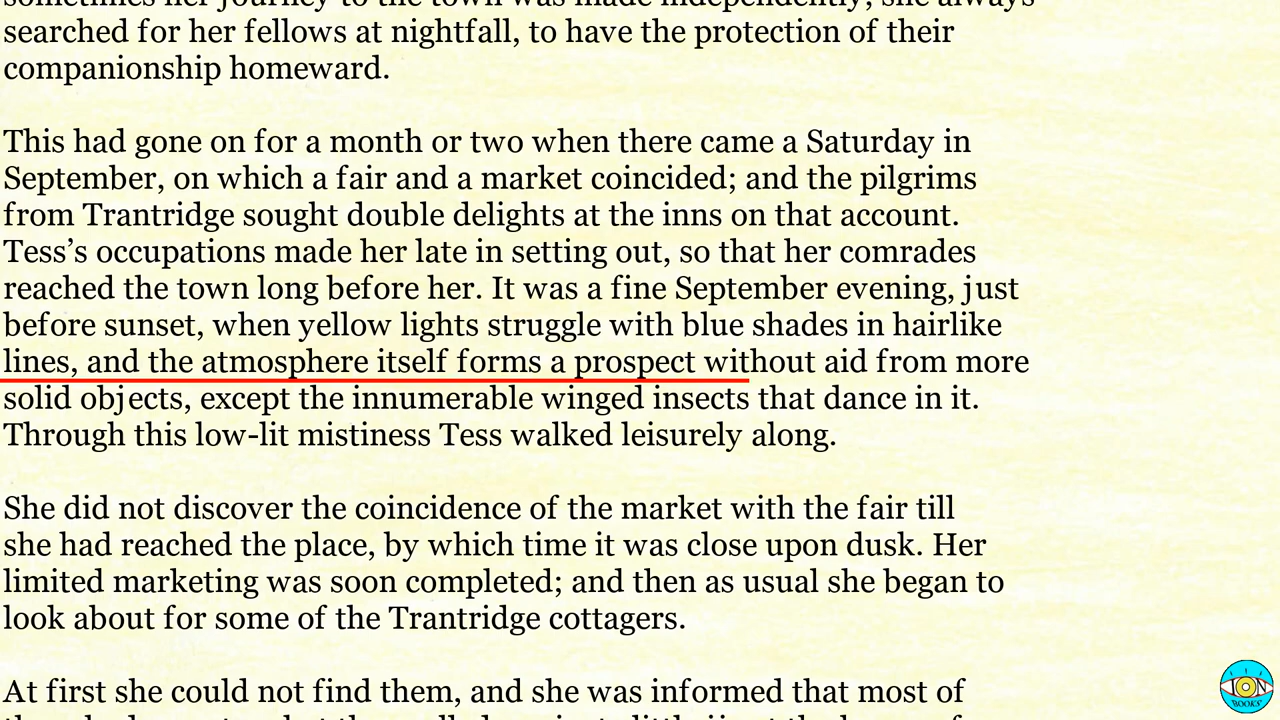 sometimes her journey to the town was made independently, she always
searched for her fellows at nightfall, to have the protection of their
companionship homeward.
This had gone on for a month or two when there came a Saturday in
September, on which a fair and a market coincided; and the pilgrims
from Trantridge sought double delights at the inns on that account.
Tess’s occupations made her late in setting out, so that her comrades
reached the town long before her. It was a fine September evening, just
before sunset, when yellow lights struggle with blue shades in hairlike
lines, and the atmosphere itself forms a prospect without aid from more
solid objects, except the innumerable winged insects that dance in it.
Through this low-lit mistiness Tess walked leisurely along.
She did not discover the coincidence of the market with the fair till
she had reached the place, by which time it was close upon dusk. Her
limited marketing was soon completed; and then as usual she began to
look about for some of the Trantridge cottagers.
At first she could not find them, and she was informed that most of
ION
BOOKS